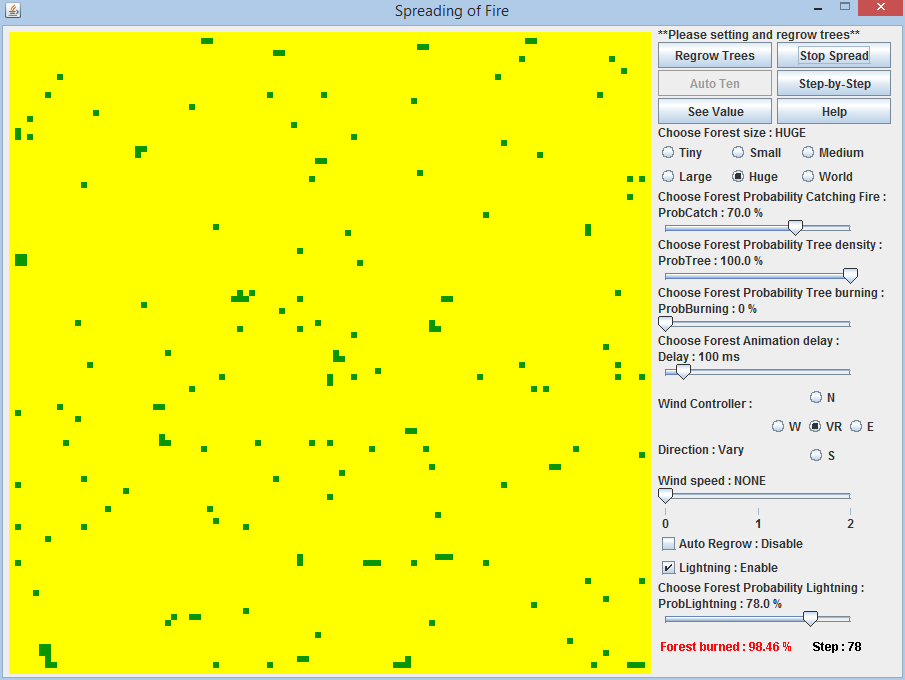 Spreading of Fire
**Please setting and regrow trees**
Regrow Trees Stop Spread
Auto Ten Step-by-Step
See Value Help
Choose Forest size : HUGE
Tiny Small Medium
Large Huge World
Choose Forest Probability Catching Fire :
ProbCatch : 70.0 %
Choose Forest Probability Tree density :
ProbTree : 100.0 %
Choose Forest Probability Tree burning :
ProbBurning : 0 %
Choose Forest Animation delay :
Delay : 100 ms
N
Wind Controller :
W VR E
Direction : Vary
S
Wind speed : NONE
0 1 2
Auto Regrow : Disable
Lightning : Enable
Choose Forest Probability Lightning :
ProbLightning : 78.0 %
Forest burned : 98.46 % Step : 78